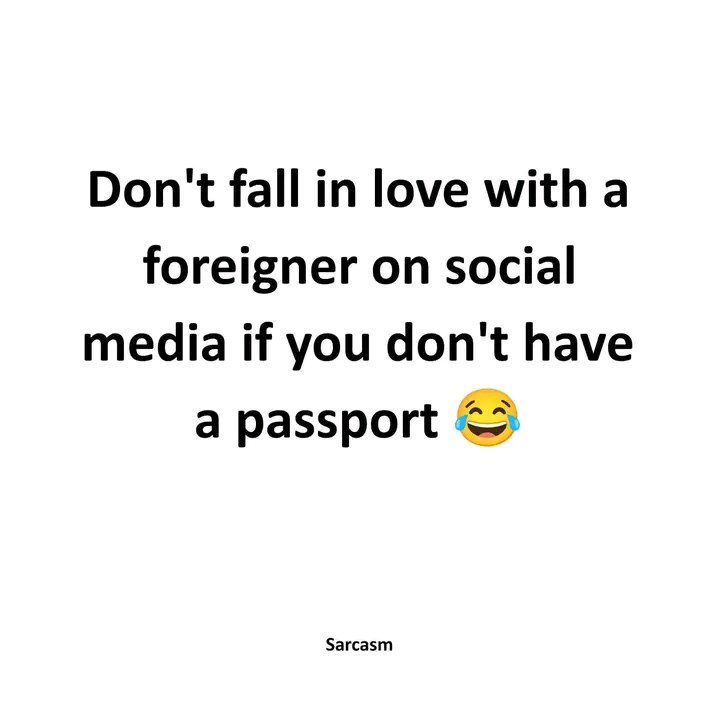 Don't fall in love with a
foreigner on social
media if you don't have
a passport 😂
Sarcasm